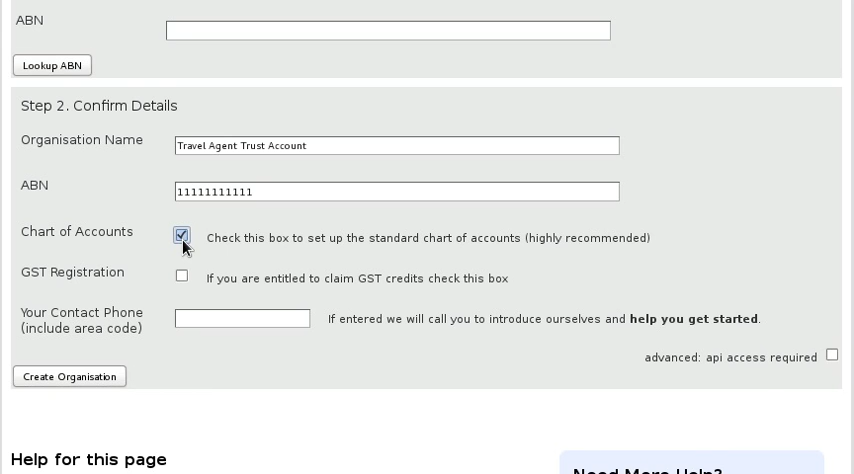 ABN
Lookup ABN
Step 2. Confirm Details
Organisation Name
Travel Agent Trust Account
ABN
11111111111
Chart of Accounts
Check this box to set up the standard chart of accounts (highly recommended)
GST Registration
If you are entitled to claim GST credits check this box
Your Contact Phone
(include area code)
If entered we will call you to introduce ourselves and help you get started.
advanced: api access required
Create Organisation
Help for this page
Need More Help?